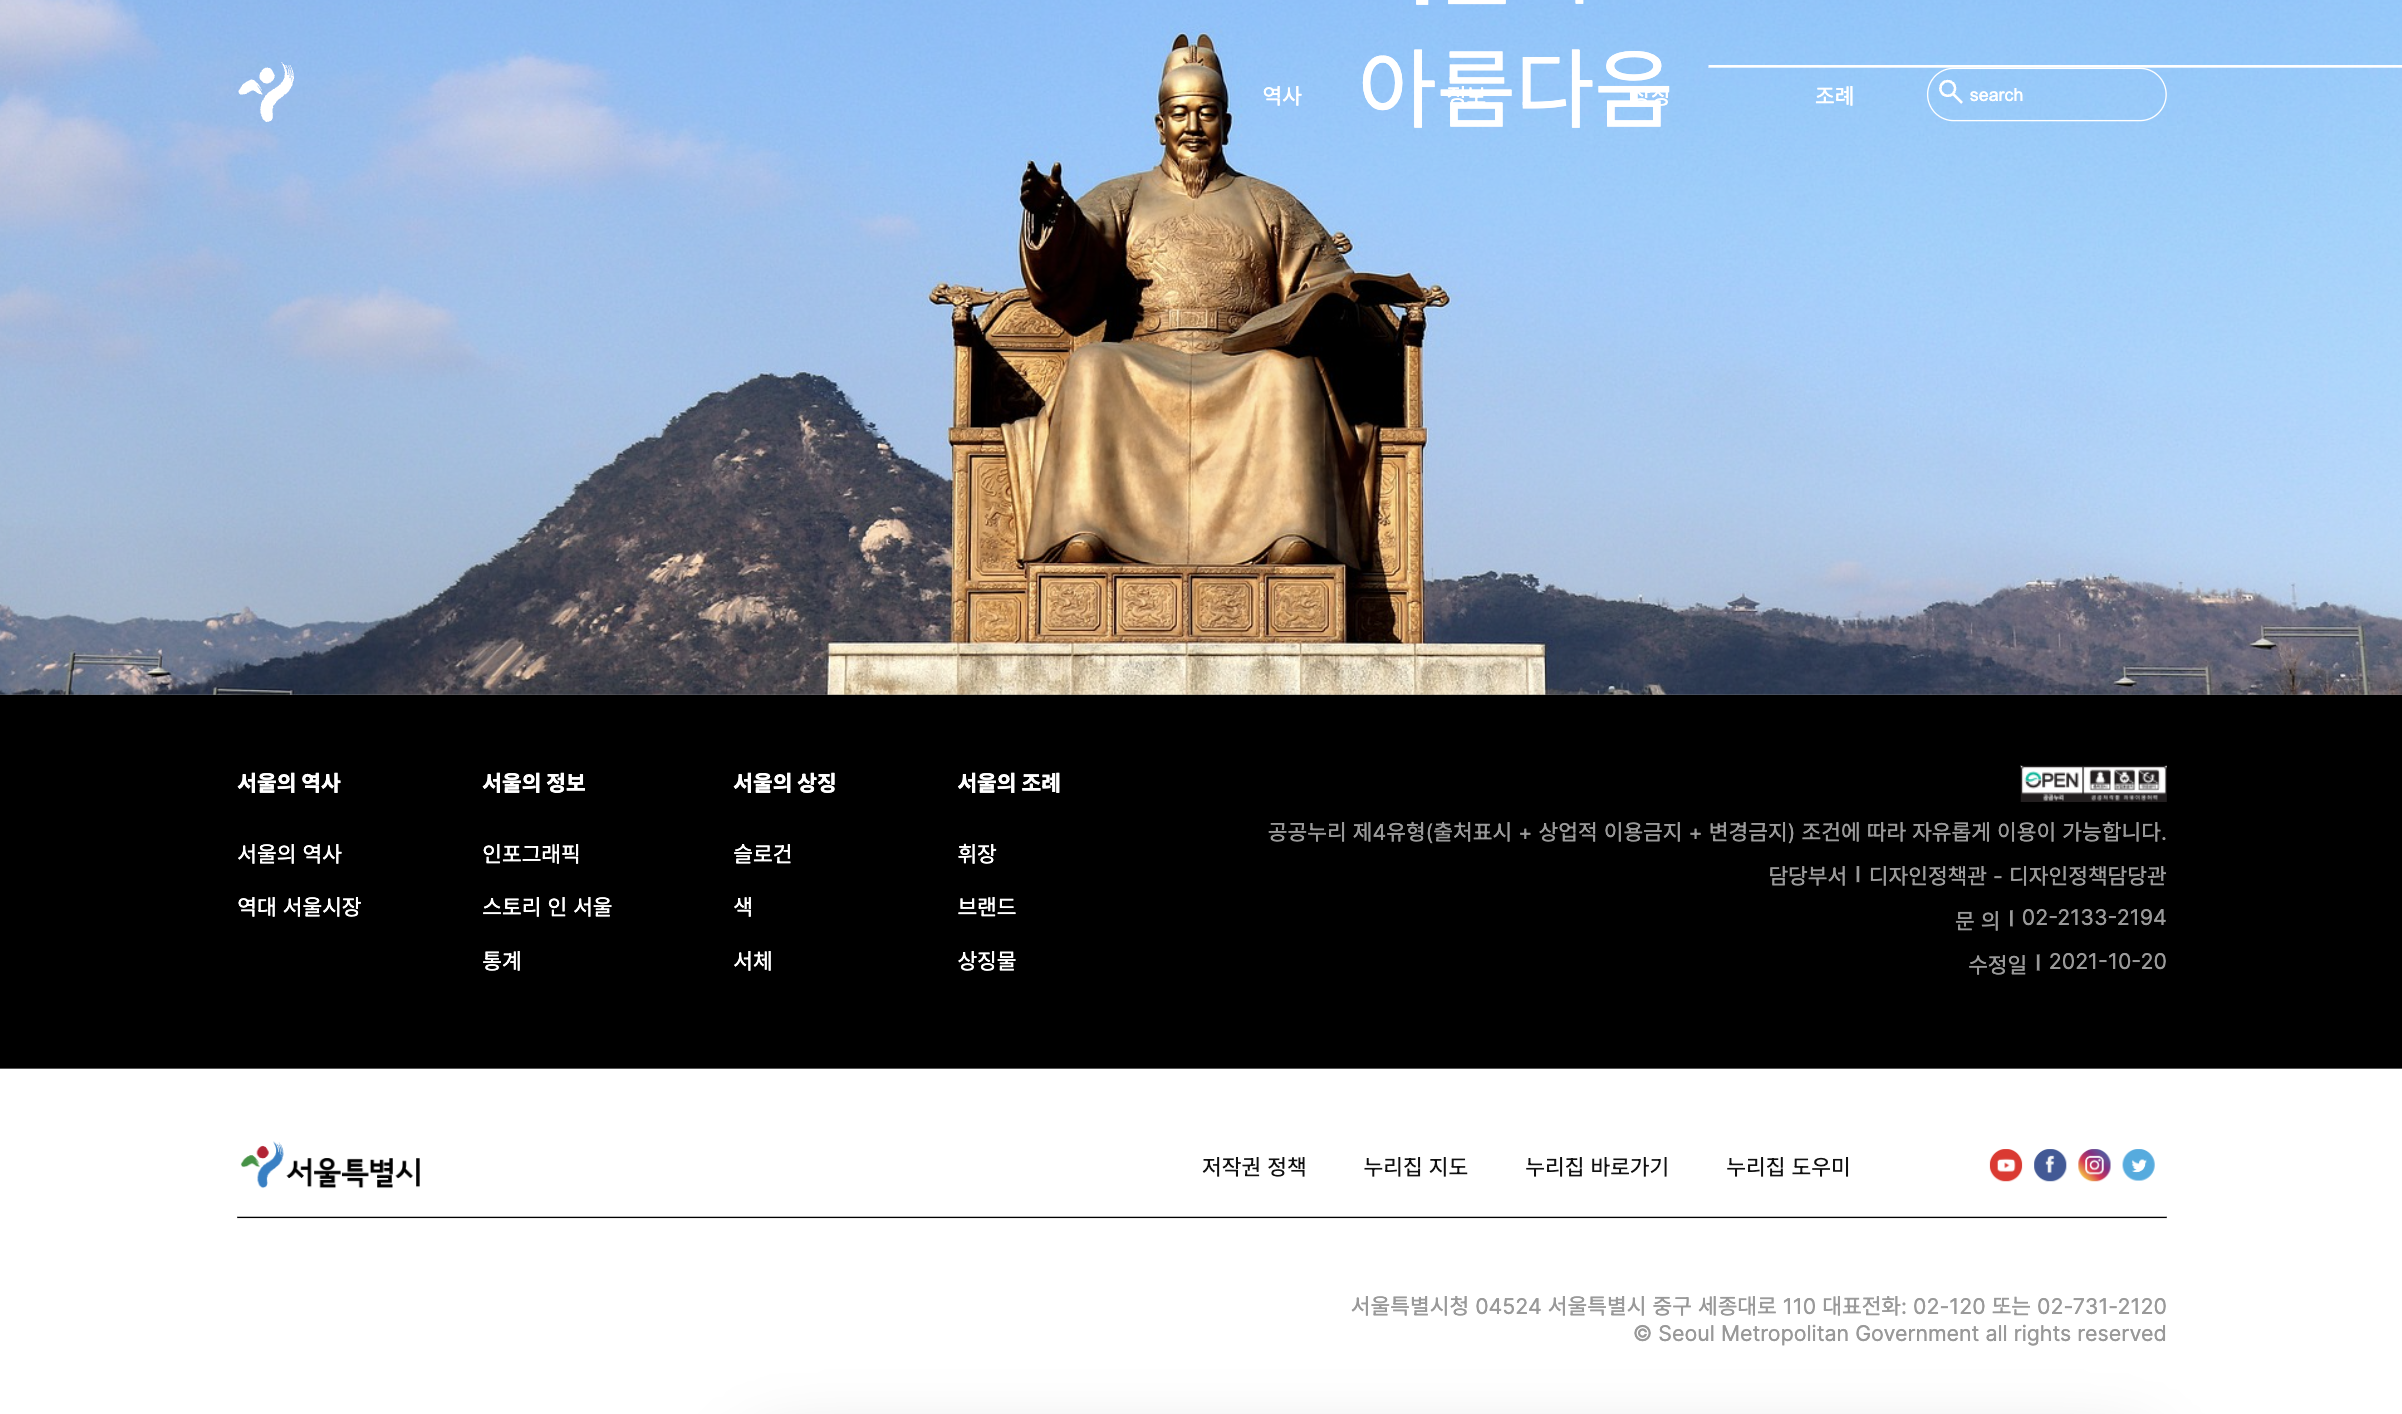 아름다움
역사
조례
search
서울의 역사
서울의 역사
역대 서울시장
서울의 정보
인포그래픽
스토리 인 서울
통계
서울의 상징
슬로건
색
서체
서울의 조례
휘장
브랜드
상징물
OPEN
공공누리 제4유형(출처표시 + 상업적 이용금지 + 변경금지) 조건에 따라 자유롭게 이용이 가능합니다.
담당부서 | 디자인정책관 - 디자인정책담당관
문 의 | 02-2133-2194
수정일 | 2021-10-20
서울특별시
저작권 정책
누리집 지도
누리집 바로가기
누리집 도우미
서울특별시청 04524 서울특별시 중구 세종대로 110 대표전화: 02-120 또는 02-731-2120
© Seoul Metropolitan Government all rights reserved